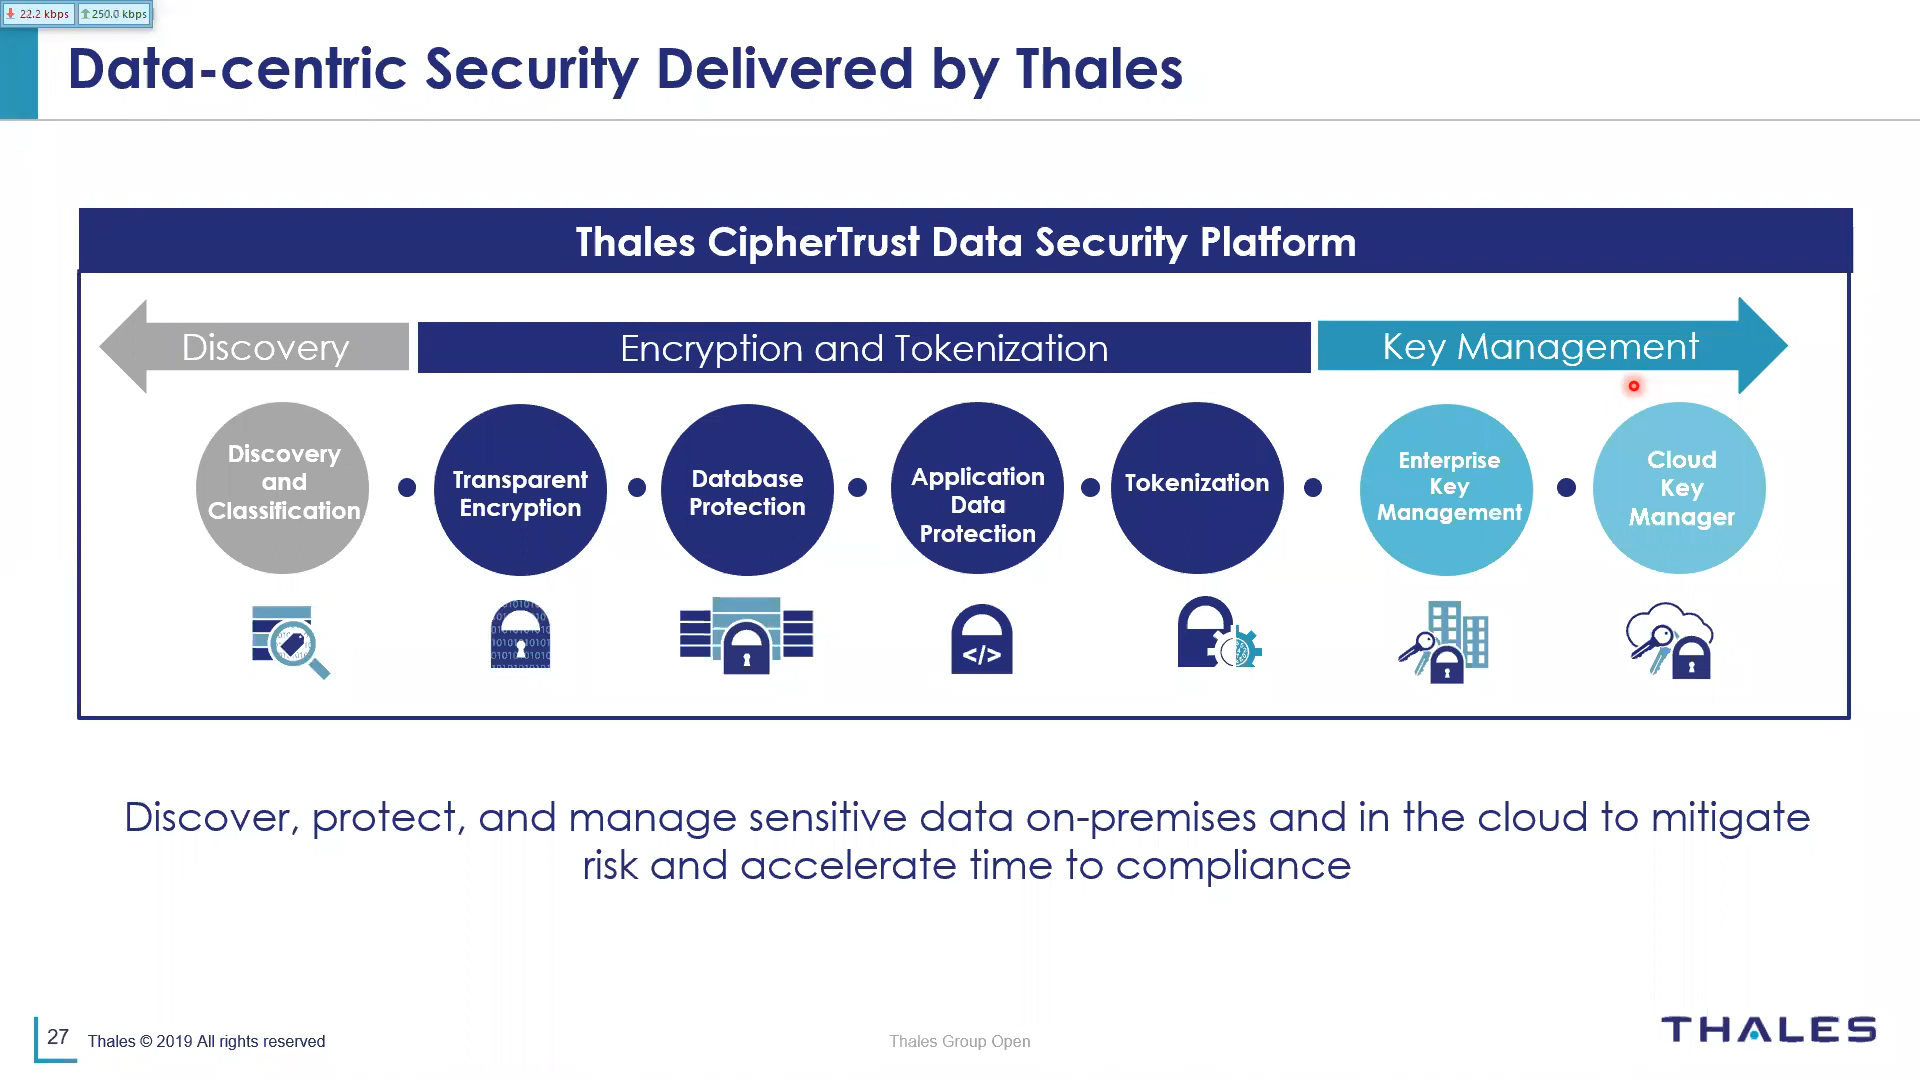 22.2 kbps 250.0 kbps
Data-centric Security Delivered by Thales
Thales CipherTrust Data Security Platform
Discovery
Encryption and Tokenization
Key Management
Discovery
and
Classification
Transparent
Encryption
Database
Protection
Application
Data
Protection
Tokenization
Enterprise
Key
Management
Cloud
Key
Manager
</>
Discover, protect, and manage sensitive data on-premises and in the cloud to mitigate
risk and accelerate time to compliance
27
Thales © 2019 All rights reserved
Thales Group Open
THALES